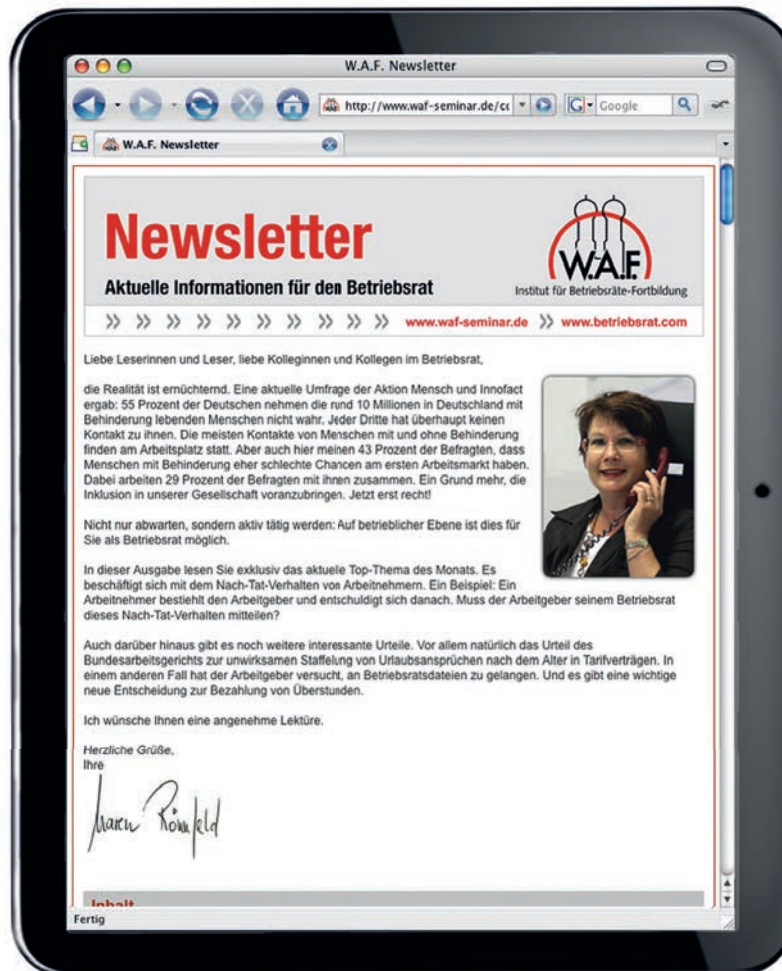 W.A.F. Newsletter
http://www.waf-seminar.de/
G Google
W.A.F. Newsletter
Newsletter
Aktuelle Informationen für den Betriebsrat
W.A.F.
Institut für Betriebsräte-Fortbildung
www.waf-seminar.de » www.betriebsrat.com
Liebe Leserinnen und Leser, liebe Kolleginnen und Kollegen im Betriebsrat,
die Realität ist ernüchternd. Eine aktuelle Umfrage der Aktion Mensch und Innofact
ergab: 55 Prozent der Deutschen nehmen die rund 10 Millionen in Deutschland mit
Behinderung lebenden Menschen nicht wahr. Jeder Dritte hat überhaupt keinen
Kontakt zu ihnen. Die meisten Kontakte von Menschen mit und ohne Behinderung
finden am Arbeitsplatz statt. Aber auch hier meinen 43 Prozent der Befragten, dass
Menschen mit Behinderung eher schlechte Chancen am ersten Arbeitsmarkt haben.
Dabei arbeiten 29 Prozent der Befragten mit ihnen zusammen. Ein Grund mehr, die
Inklusion in unserer Gesellschaft voranzubringen. Jetzt erst recht!
Nicht nur abwarten, sondern aktiv tätig werden: Auf betrieblicher Ebene ist dies für
Sie als Betriebsrat möglich.
In dieser Ausgabe lesen Sie exklusiv das aktuelle Top-Thema des Monats. Es
beschäftigt sich mit dem Nach-Tat-Verhalten von Arbeitnehmern. Ein Beispiel: Ein
Arbeitnehmer bestiehlt den Arbeitgeber und entschuldigt sich danach. Muss der Arbeitgeber seinem Betriebsrat
dieses Nach-Tat-Verhalten mitteilen?
Auch darüber hinaus gibt es noch weitere interessante Urteile. Vor allem natürlich das Urteil des
Bundesarbeitsgerichts zur unwirksamen Staffelung von Urlaubsansprüchen nach dem Alter in Tarifverträgen. In
einem anderen Fall hat der Arbeitgeber versucht, an Betriebsratsdateien zu gelangen. Und es gibt eine wichtige
neue Entscheidung zur Bezahlung von Überstunden.
Ich wünsche Ihnen eine angenehme Lektüre.
Herzliche Grüße,
Ihre
Maren Rönnfeld
Inhalt
Fertig